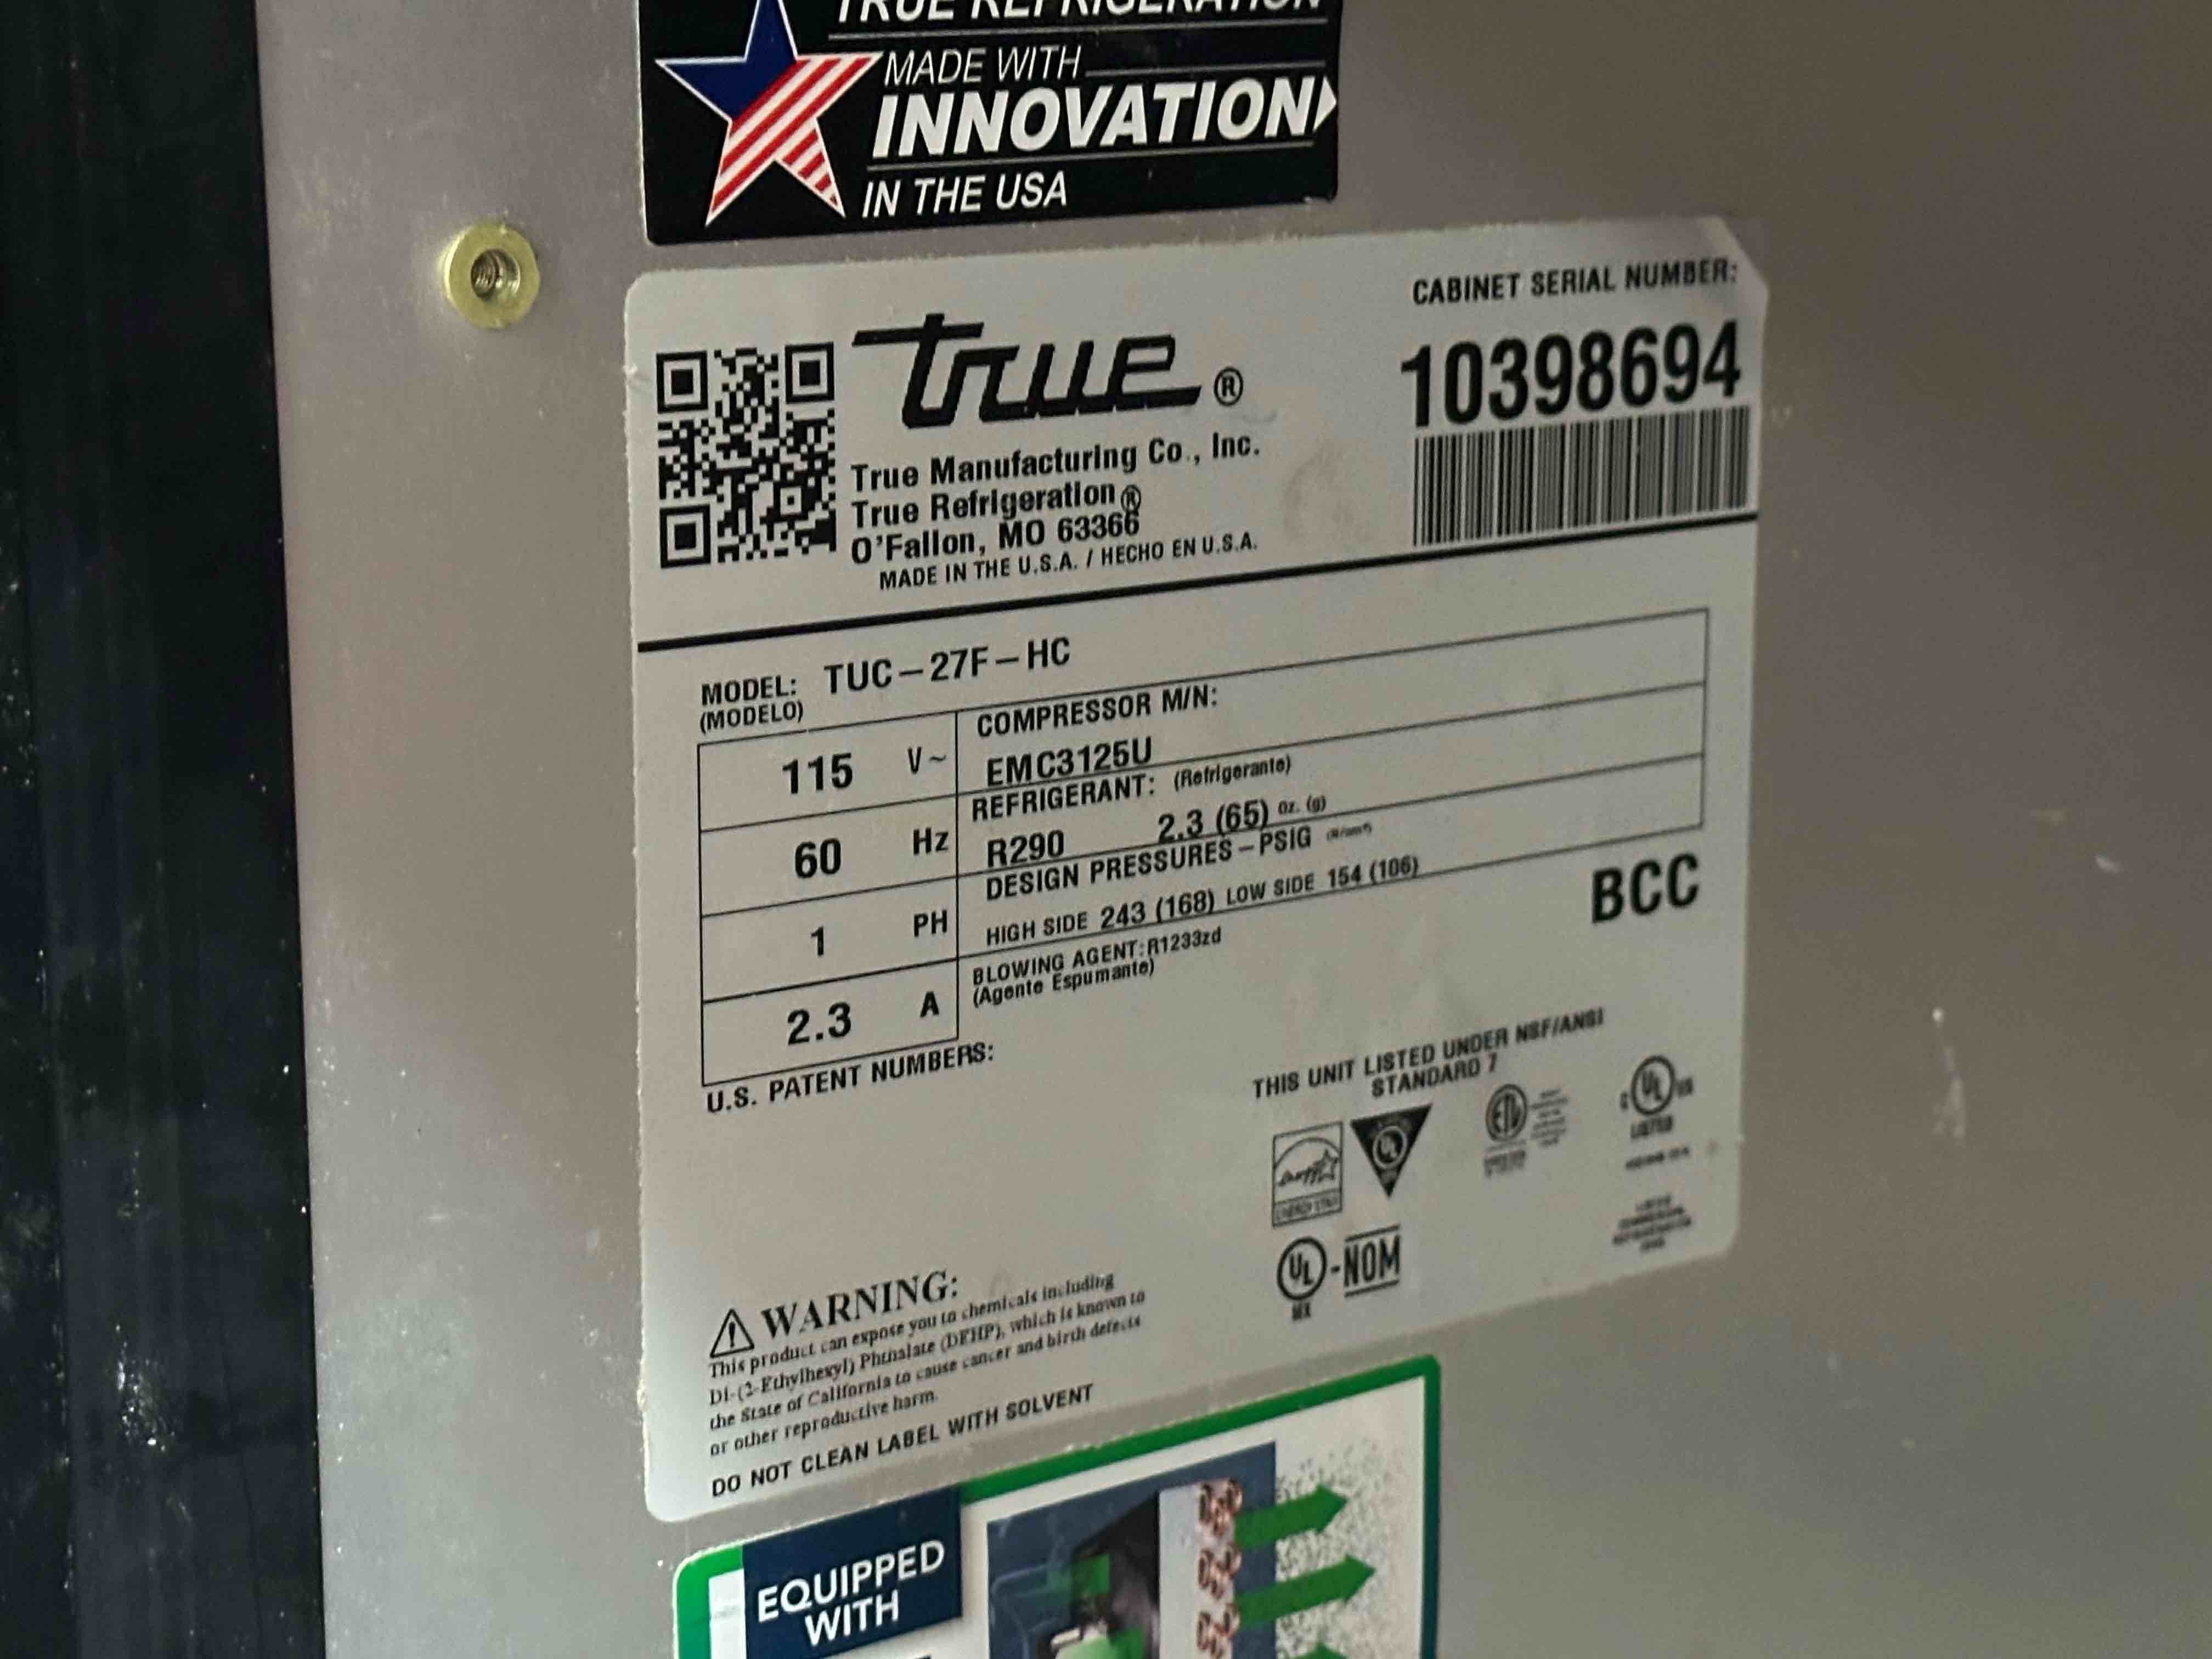 TRUE REFRIGERATION
MADE WITH
INNOVATION
IN THE USA
CABINET SERIAL NUMBER:
10398694
true®
True Manufacturing Co., Inc.
True Refrigeration®
O'Fallon, MO 63366
MADE IN THE U.S.A. / HECHO EN U.S.A.
MODEL: TUC-27F-HC
(MODELO)
115 V~
60 Hz
1 PH
2.3 A
COMPRESSOR M/N:
EMC3125U
REFRIGERANT: (Refrigerante)
R290 2.3 (65) oz. (g)
DESIGN PRESSURES-PSIG
HIGH SIDE 243 (168) LOW SIDE 154 (106)
BLOWING AGENT: R1233zd
(Agente Espumante)
BCC
U.S. PATENT NUMBERS:
THIS UNIT LISTED UNDER NSF/ANSI
STANDARD 7
ENERGY STAR
UL
LISTED
UL-NOM
MX
WARNING:
This product can expose you to chemicals including
Di-(2-Ethylhexyl) Phthalate (DEHP), which is known to
the State of California to cause cancer and birth defects
or other reproductive harm.
DO NOT CLEAN LABEL WITH SOLVENT
EQUIPPED
WITH